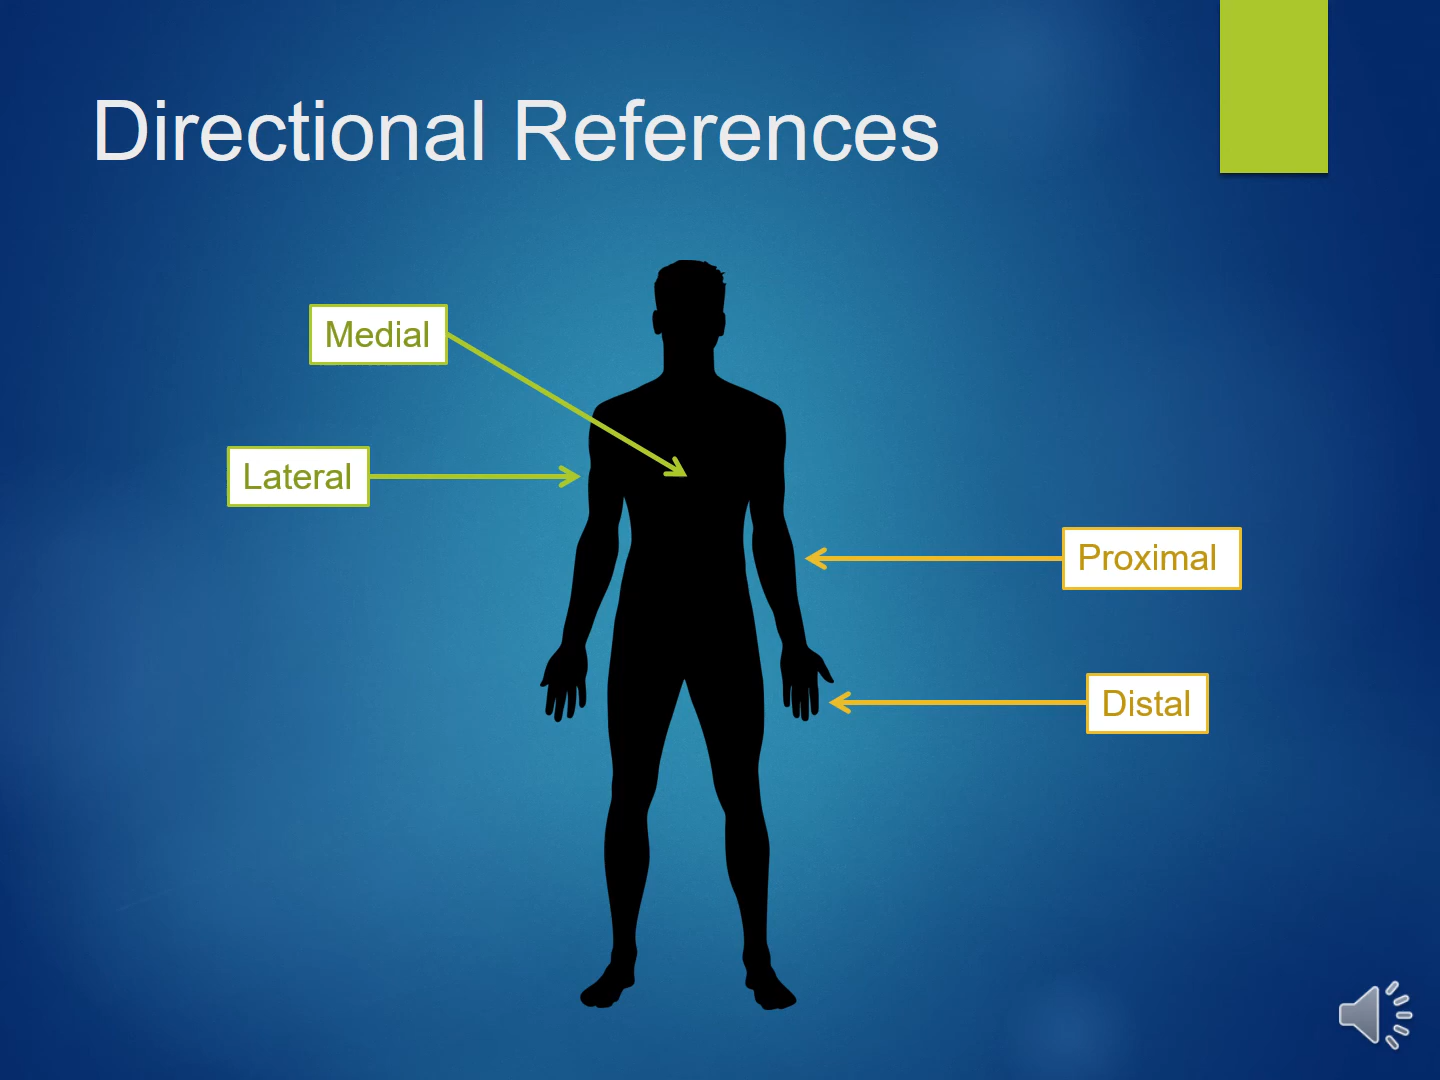 Directional References
Medial
Lateral
Proximal
Distal